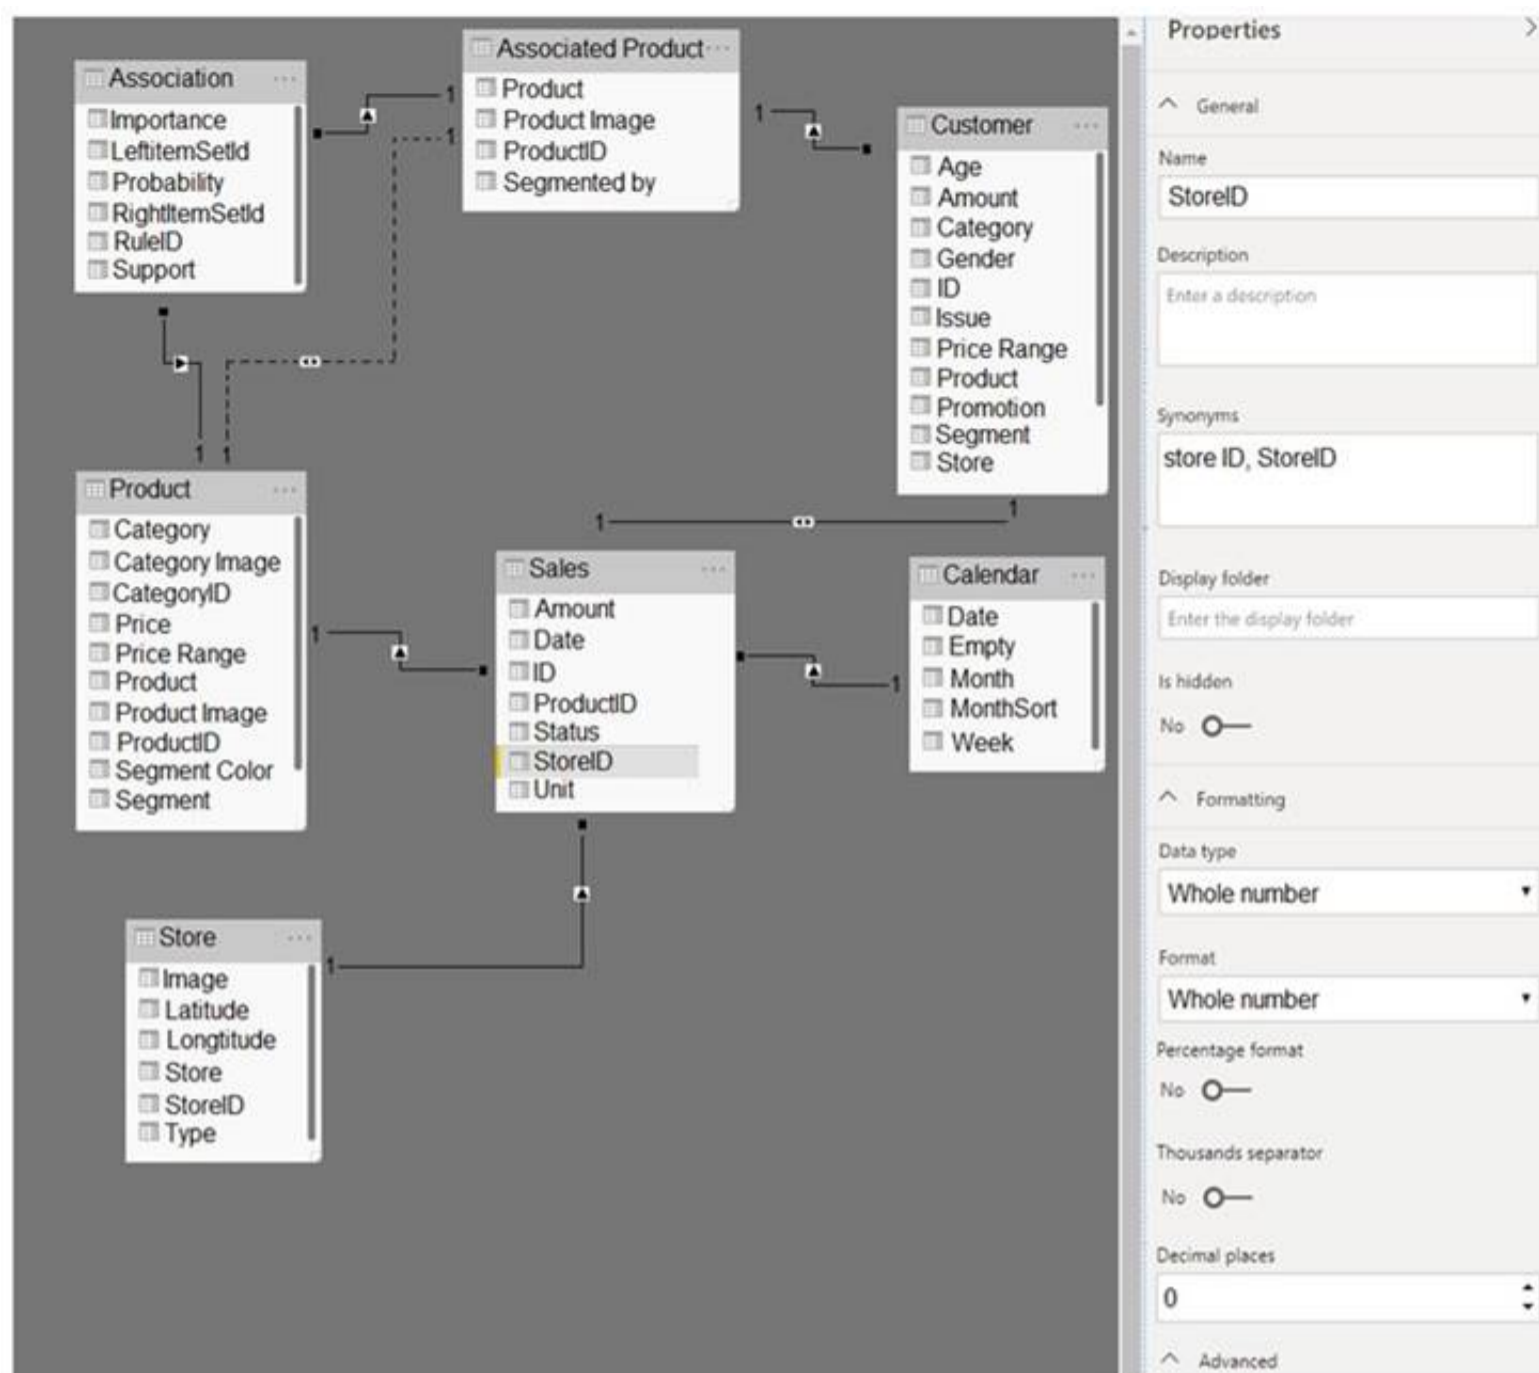 Association
Importance
LeftitemSetId
Probability
RightItemSetId
RuleID
Support
Associated Product
Product
Product Image
ProductID
Segmented by
Customer
Age
Amount
Category
Gender
ID
Issue
Price Range
Product
Promotion
Segment
Store
1
1
1
1
1
1
1
Product
Category
Category Image
CategoryID
Price
Price Range
Product
Product Image
ProductID
Segment Color
Segment
1
Sales
Amount
Date
ID
ProductID
Status
StoreID
Unit
1
Calendar
Date
Empty
Month
MonthSort
Week
Store
Image
Latitude
Longtitude
Store
StoreID
Type
1
Properties
General
Name
StoreID
Description
Enter a description
Synonyms
store ID, StoreID
Display folder
Enter the display folder
Is hidden
No
Formatting
Data type
Whole number
Format
Whole number
Percentage format
No
Thousands separator
No
Decimal places
0
Advanced